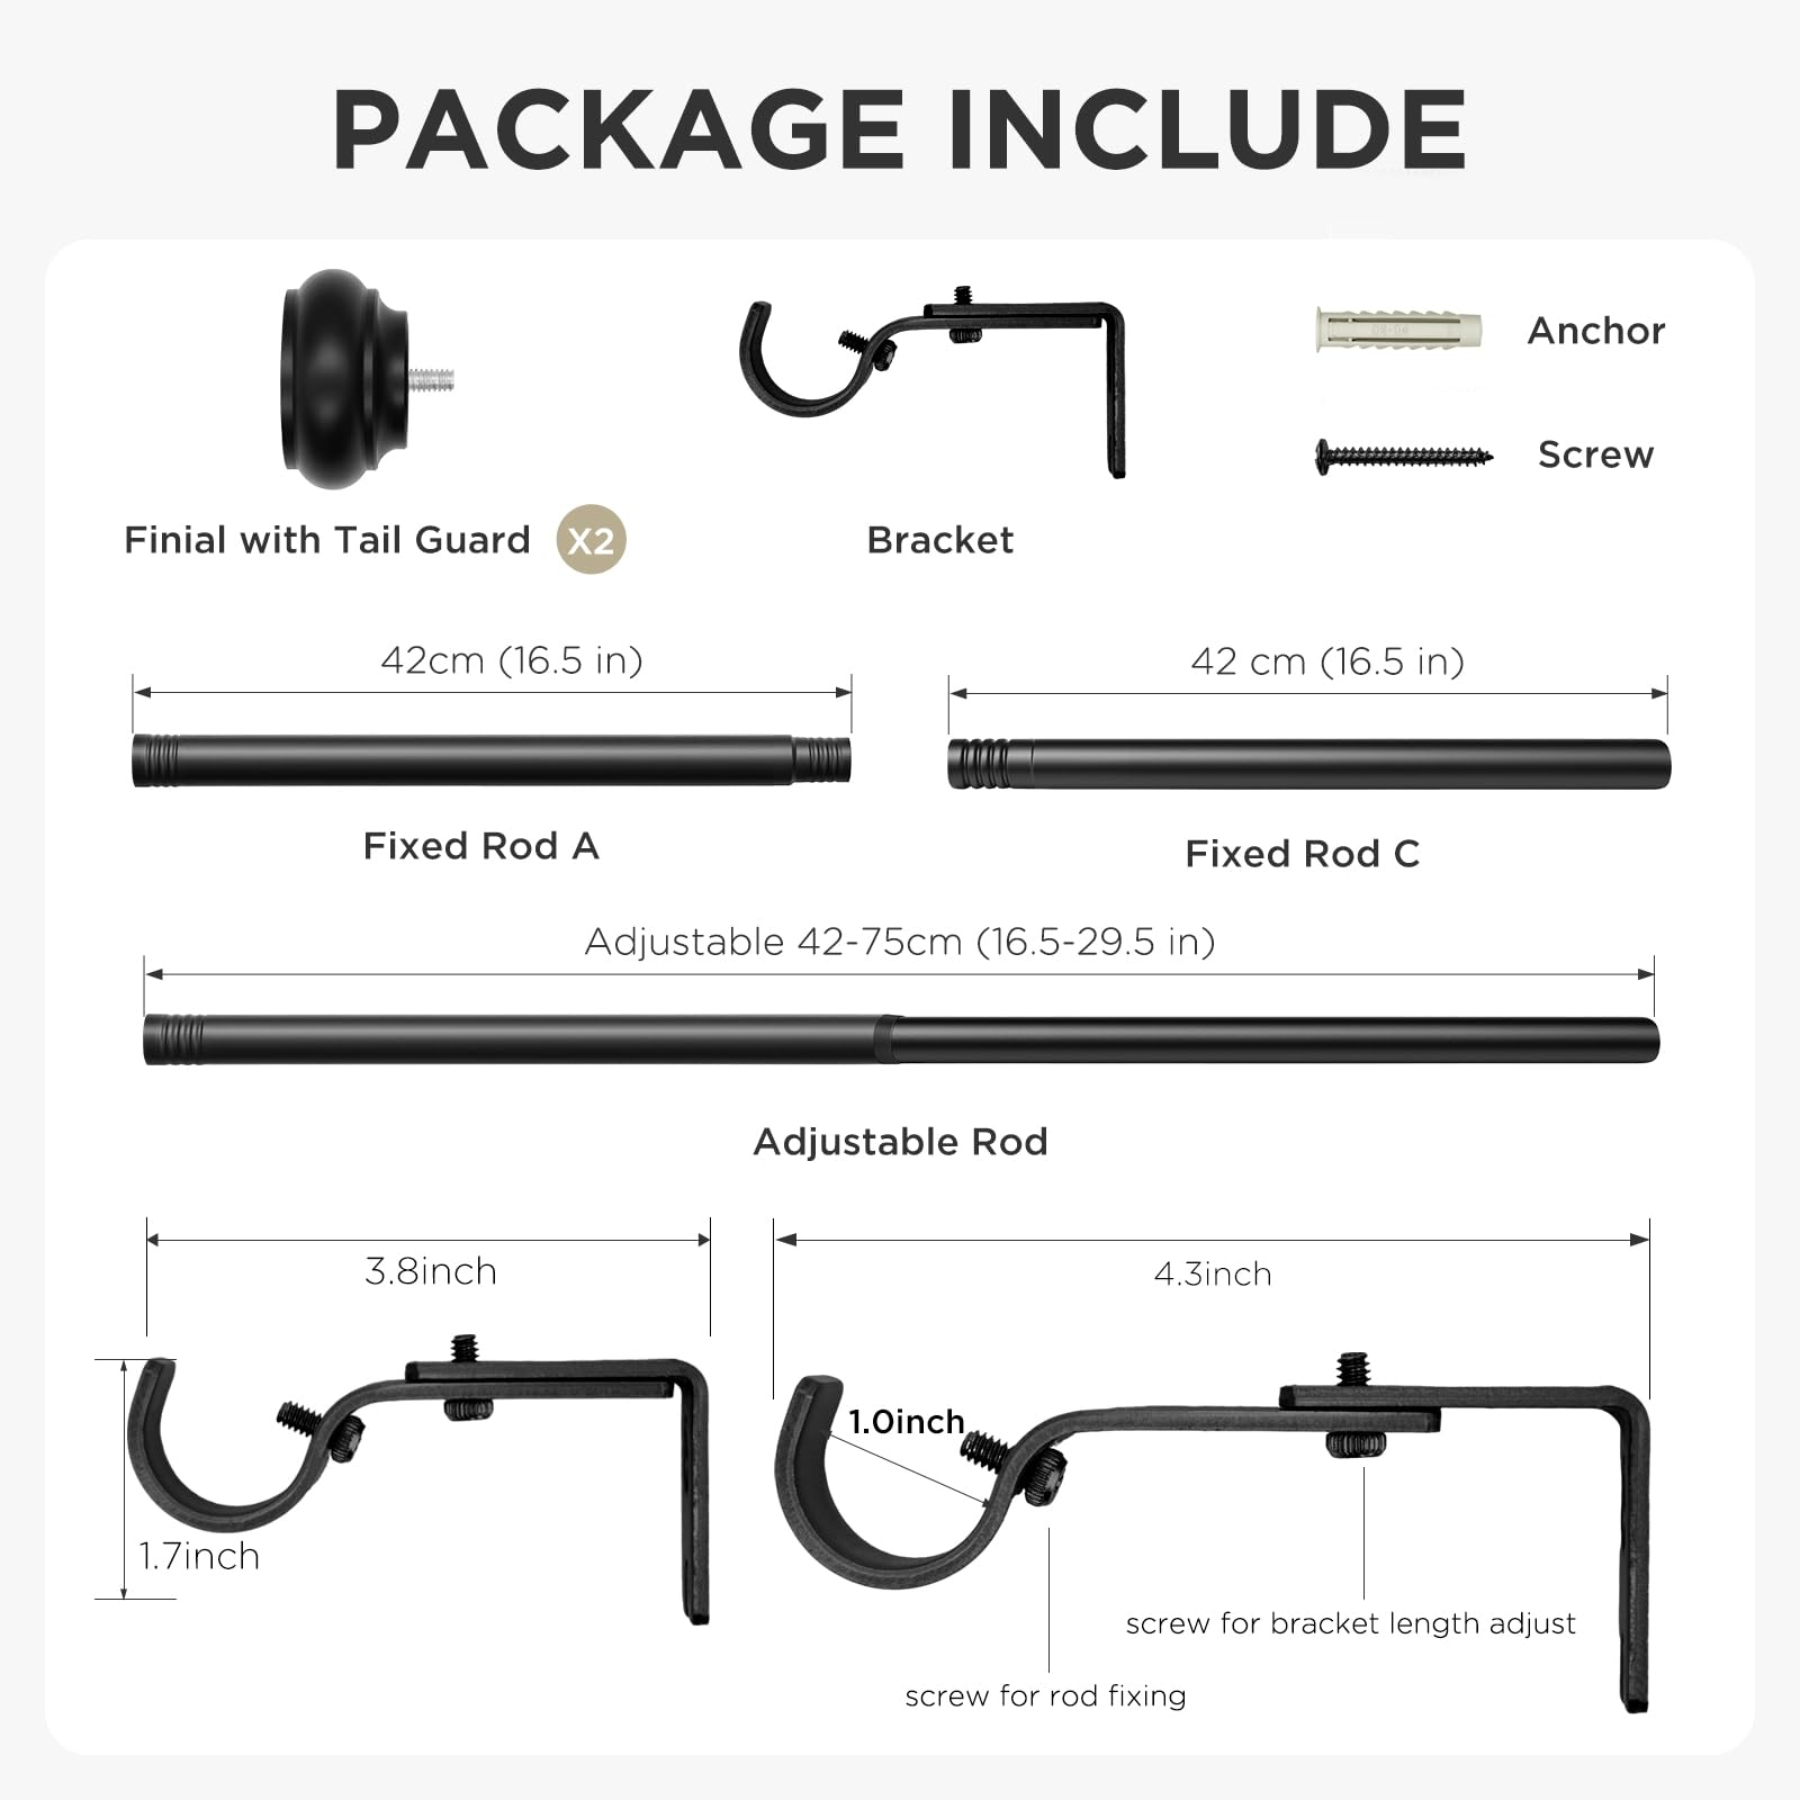 PACKAGE INCLUDE
Anchor
Screw
Finial with Tail Guard X2
Bracket
42cm (16.5 in)
42 cm (16.5 in)
Fixed Rod A
Fixed Rod C
Adjustable 42-75cm (16.5-29.5 in)
Adjustable Rod
3.8inch
4.3inch
1.0inch
1.7inch
screw for bracket length adjust
screw for rod fixing